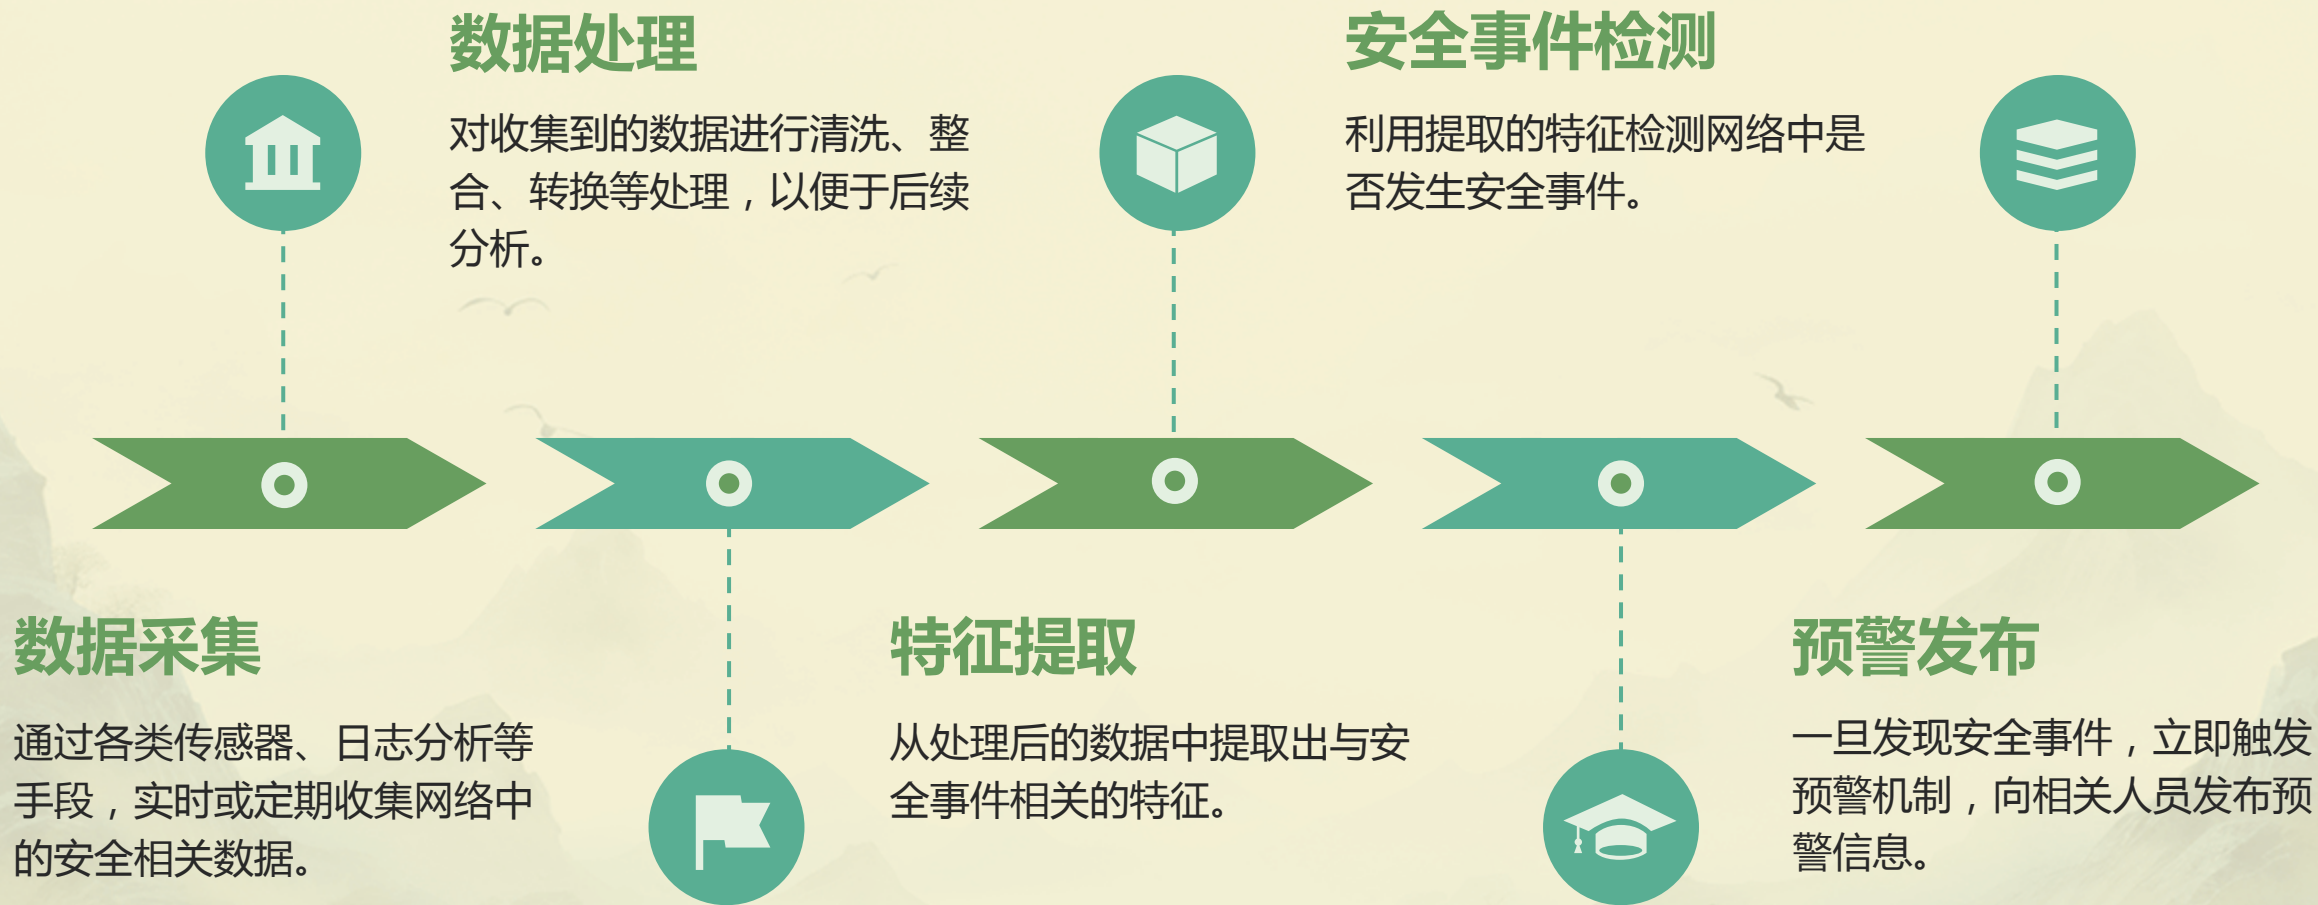 数据处理
对收集到的数据进行清洗、整
合、转换等处理，以便于后续
分析。
安全事件检测
利用提取的特征检测网络中是
否发生安全事件。
数据采集
通过各类传感器、日志分析等
手段，实时或定期收集网络中
的安全相关数据。
特征提取
从处理后的数据中提取出与安
全事件相关的特征。
预警发布
一旦发现安全事件，立即触发
预警机制，向相关人员发布预
警信息。